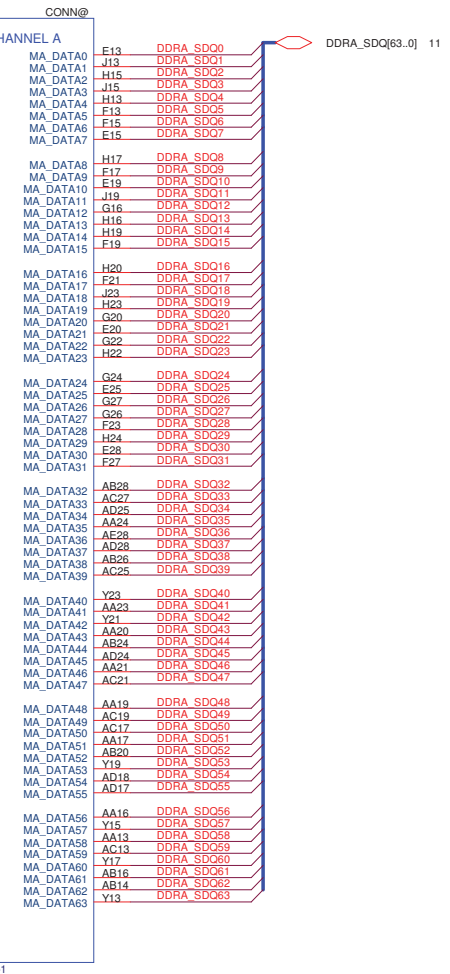 CONN@
HANNEL A
DDRA_SDQ[63..0] 11
MA_DATA0 E13 DDRA_SDQ0
MA_DATA1 J13 DDRA_SDQ1
MA_DATA2 H15 DDRA_SDQ2
MA_DATA3 J15 DDRA_SDQ3
MA_DATA4 H13 DDRA_SDQ4
MA_DATA5 F13 DDRA_SDQ5
MA_DATA6 F15 DDRA_SDQ6
MA_DATA7 E15 DDRA_SDQ7
MA_DATA8 H17 DDRA_SDQ8
MA_DATA9 F17 DDRA_SDQ9
MA_DATA10 E19 DDRA_SDQ10
MA_DATA11 J19 DDRA_SDQ11
MA_DATA12 G16 DDRA_SDQ12
MA_DATA13 H16 DDRA_SDQ13
MA_DATA14 H19 DDRA_SDQ14
MA_DATA15 F19 DDRA_SDQ15
MA_DATA16 H20 DDRA_SDQ16
MA_DATA17 F21 DDRA_SDQ17
MA_DATA18 J23 DDRA_SDQ18
MA_DATA19 H23 DDRA_SDQ19
MA_DATA20 G20 DDRA_SDQ20
MA_DATA21 E20 DDRA_SDQ21
MA_DATA22 G22 DDRA_SDQ22
MA_DATA23 H22 DDRA_SDQ23
MA_DATA24 G24 DDRA_SDQ24
MA_DATA25 E25 DDRA_SDQ25
MA_DATA26 G27 DDRA_SDQ26
MA_DATA27 G26 DDRA_SDQ27
MA_DATA28 F23 DDRA_SDQ28
MA_DATA29 H24 DDRA_SDQ29
MA_DATA30 E28 DDRA_SDQ30
MA_DATA31 F27 DDRA_SDQ31
MA_DATA32 AB28 DDRA_SDQ32
MA_DATA33 AC27 DDRA_SDQ33
MA_DATA34 AD25 DDRA_SDQ34
MA_DATA35 AA24 DDRA_SDQ35
MA_DATA36 AE28 DDRA_SDQ36
MA_DATA37 AD28 DDRA_SDQ37
MA_DATA38 AB26 DDRA_SDQ38
MA_DATA39 AC25 DDRA_SDQ39
MA_DATA40 Y23 DDRA_SDQ40
MA_DATA41 AA23 DDRA_SDQ41
MA_DATA42 Y21 DDRA_SDQ42
MA_DATA43 AA20 DDRA_SDQ43
MA_DATA44 AB24 DDRA_SDQ44
MA_DATA45 AD24 DDRA_SDQ45
MA_DATA46 AA21 DDRA_SDQ46
MA_DATA47 AC21 DDRA_SDQ47
MA_DATA48 AA19 DDRA_SDQ48
MA_DATA49 AC19 DDRA_SDQ49
MA_DATA50 AC17 DDRA_SDQ50
MA_DATA51 AA17 DDRA_SDQ51
MA_DATA52 AB20 DDRA_SDQ52
MA_DATA53 Y19 DDRA_SDQ53
MA_DATA54 AD18 DDRA_SDQ54
MA_DATA55 AD17 DDRA_SDQ55
MA_DATA56 AA16 DDRA_SDQ56
MA_DATA57 Y15 DDRA_SDQ57
MA_DATA58 AA13 DDRA_SDQ58
MA_DATA59 AC13 DDRA_SDQ59
MA_DATA60 Y17 DDRA_SDQ60
MA_DATA61 AB16 DDRA_SDQ61
MA_DATA62 AB14 DDRA_SDQ62
MA_DATA63 Y13 DDRA_SDQ63
1